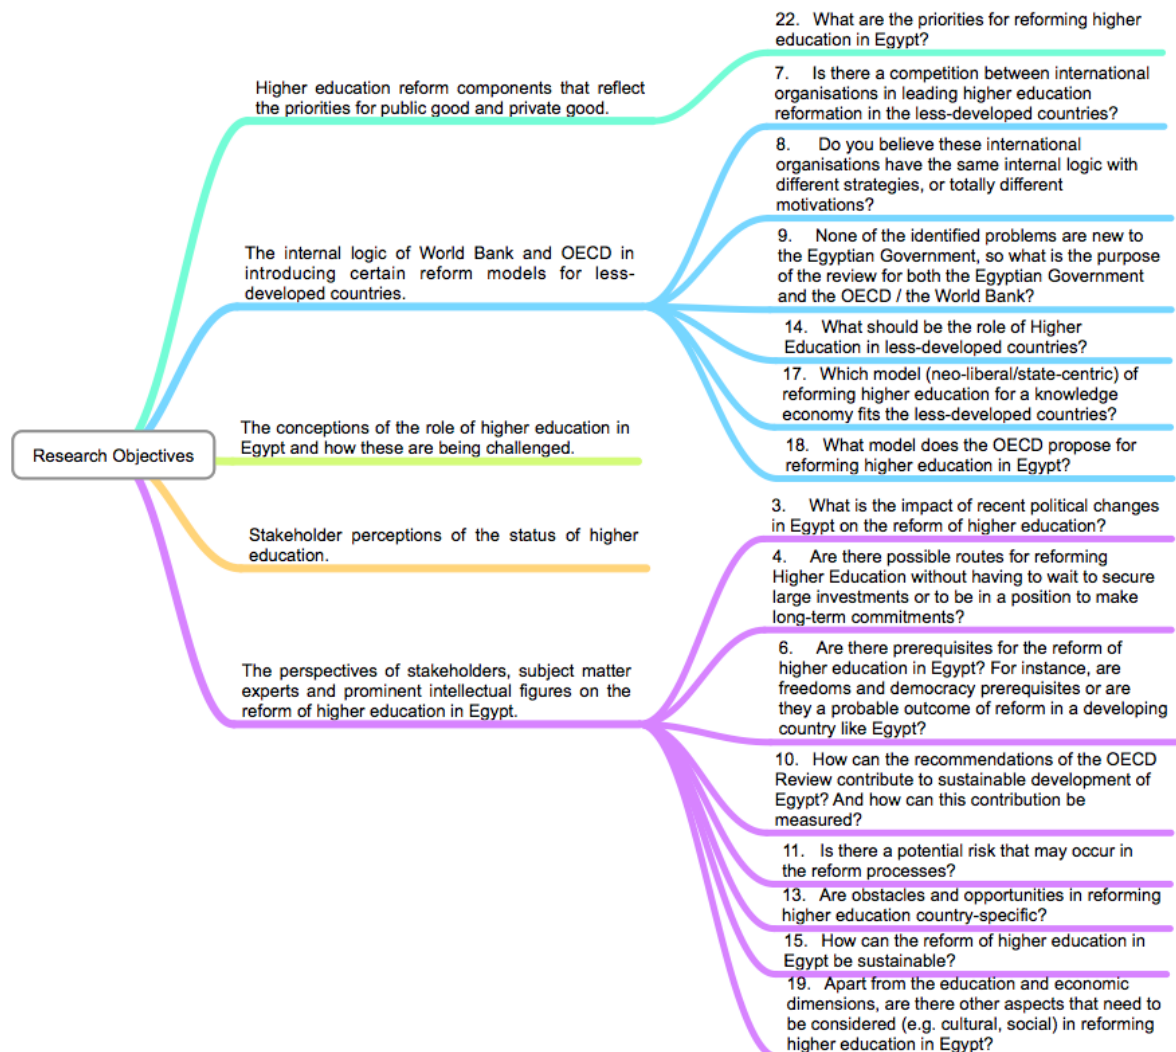 Research Objectives
Higher education reform components that reflect
the priorities for public good and private good.
22. What are the priorities for reforming higher
education in Egypt?
The internal logic of World Bank and OECD in
introducing certain reform models for less-
developed countries.
7. Is there a competition between international
organisations in leading higher education
reformation in the less-developed countries?
8. Do you believe these international
organisations have the same internal logic with
different strategies, or totally different
motivations?
9. None of the identified problems are new to
the Egyptian Government, so what is the purpose
of the review for both the Egyptian Government
and the OECD / the World Bank?
14. What should be the role of Higher
Education in less-developed countries?
17. Which model (neo-liberal/state-centric) of
reforming higher education for a knowledge
economy fits the less-developed countries?
18. What model does the OECD propose for
reforming higher education in Egypt?
The conceptions of the role of higher education in
Egypt and how these are being challenged.
Stakeholder perceptions of the status of higher
education.
The perspectives of stakeholders, subject matter
experts and prominent intellectual figures on the
reform of higher education in Egypt.
3. What is the impact of recent political changes
in Egypt on the reform of higher education?
4. Are there possible routes for reforming
Higher Education without having to wait to secure
large investments or to be in a position to make
long-term commitments?
6. Are there prerequisites for the reform of
higher education in Egypt? For instance, are
freedoms and democracy prerequisites or are
they a probable outcome of reform in a developing
country like Egypt?
10. How can the recommendations of the OECD
Review contribute to sustainable development of
Egypt? And how can this contribution be
measured?
11. Is there a potential risk that may occur in
the reform processes?
13. Are obstacles and opportunities in reforming
higher education country-specific?
15. How can the reform of higher education in
Egypt be sustainable?
19. Apart from the education and economic
dimensions, are there other aspects that need to
be considered (e.g. cultural, social) in reforming
higher education in Egypt?